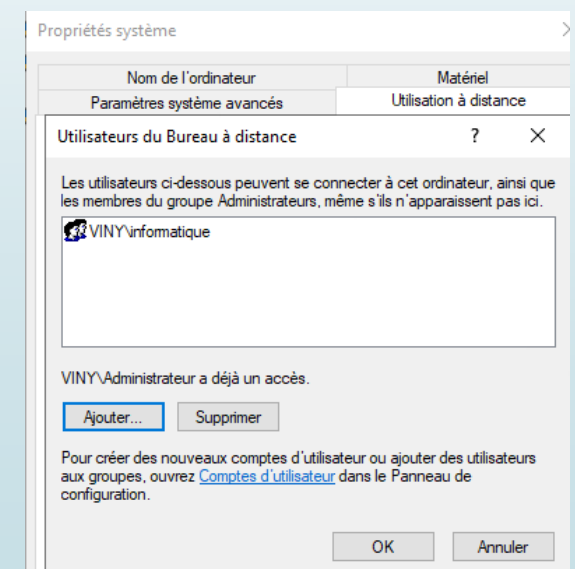 Propriétés système
Nom de l'ordinateur
Matériel
Paramètres système avancés
Utilisation à distance
Utilisateurs du Bureau à distance
?
Les utilisateurs ci-dessous peuvent se connecter à cet ordinateur, ainsi que
les membres du groupe Administrateurs, même s'ils n'apparaissent pas ici.
VINY\informatique
VINY\Administrateur a déjà un accès.
Ajouter...
Supprimer
Pour créer des nouveaux comptes d'utilisateur ou ajouter des utilisateurs
aux groupes, ouvrez Comptes d'utilisateur dans le Panneau de
configuration.
OK
Annuler